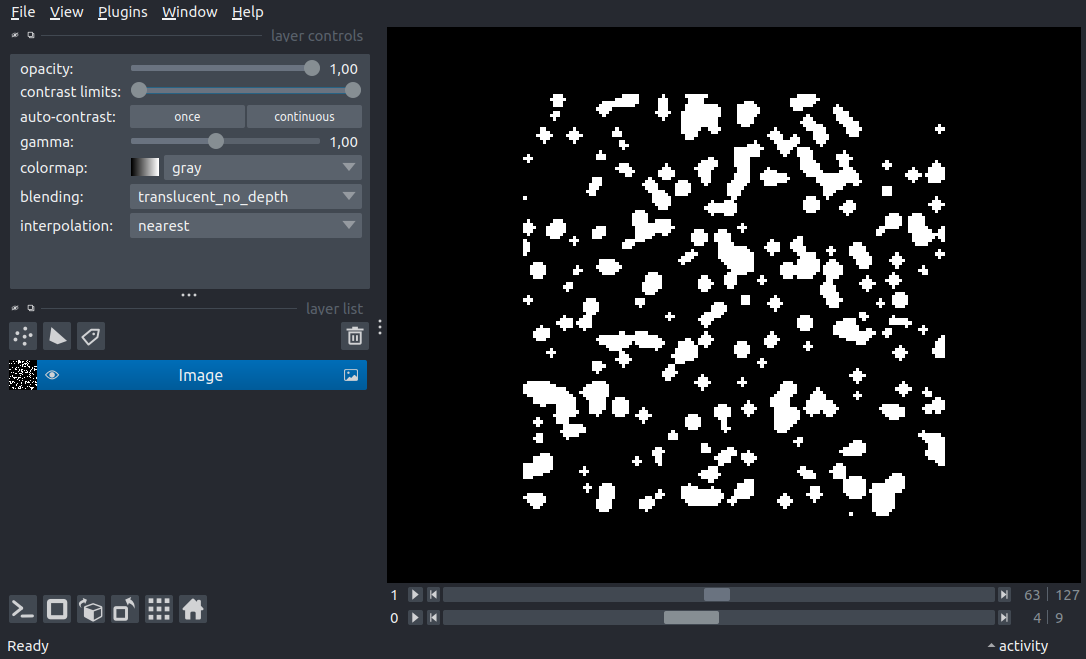 File View Plugins Window Help
layer controls
opacity: 1,00
contrast limits:
auto-contrast: once continuous
gamma: 1,00
colormap: gray
blending: translucent_no_depth
interpolation: nearest
layer list
Image
1 63 | 127
0 4 | 9
Ready activity